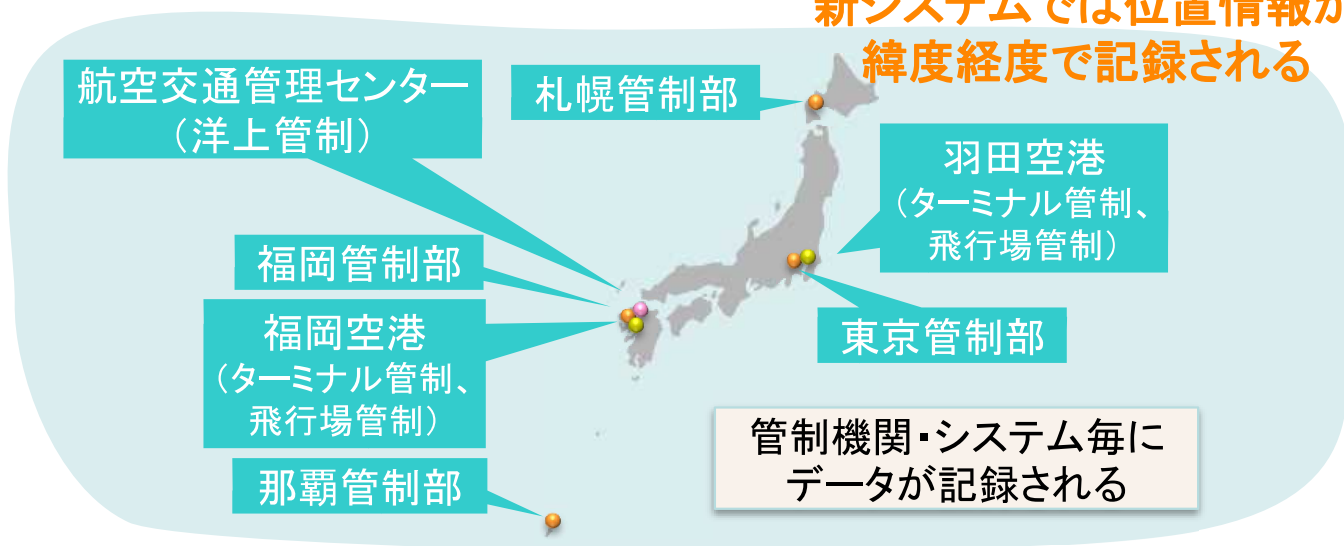 新システムでは位置情報が
緯度経度で記録される
航空交通管理センター
（洋上管制）
札幌管制部
羽田空港
（ターミナル管制、
飛行場管制）
福岡管制部
福岡空港
（ターミナル管制、
飛行場管制）
東京管制部
管制機関・システム毎に
データが記録される
那覇管制部